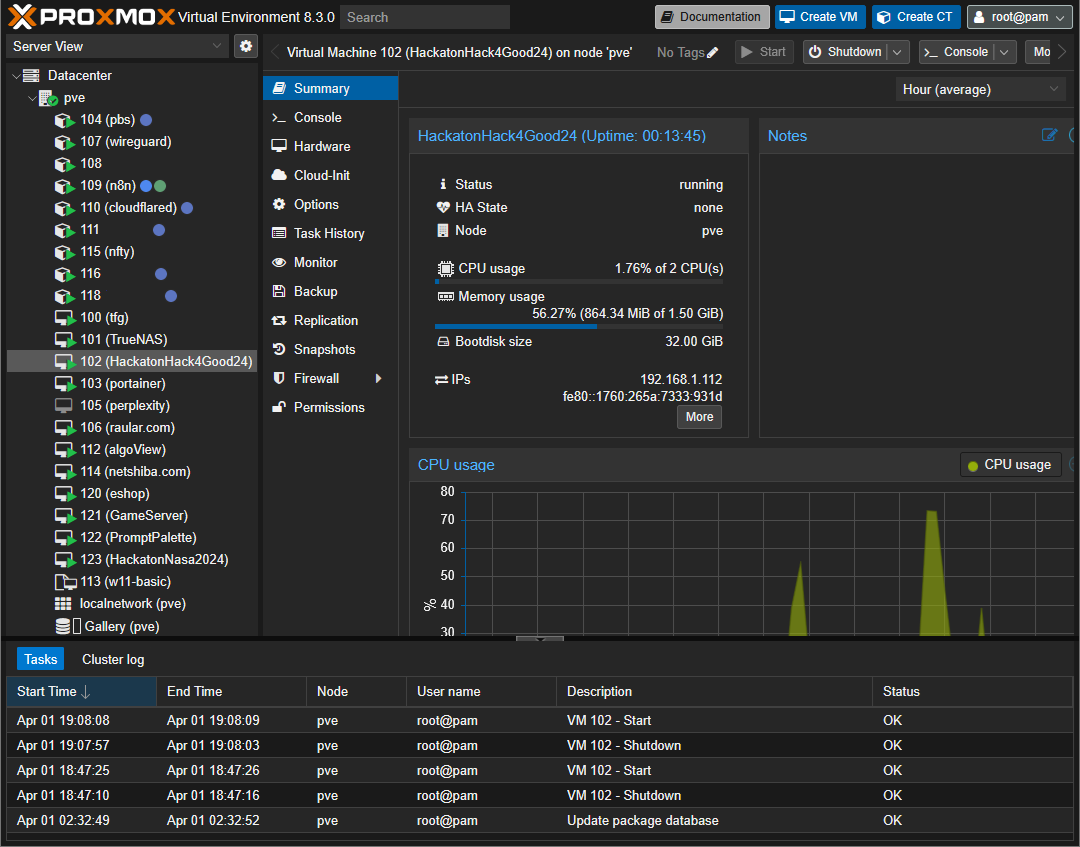 PROXMOX Virtual Environment 8.3.0 Search Documentation Create VM Create CT root@pam
Server View
Virtual Machine 102 (HackatonHack4Good24) on node 'pve' No Tags Start Shutdown Console Mo
Datacenter
pve
104 (pbs)
107 (wireguard)
108
109 (n8n)
110 (cloudflared)
111
115 (nfty)
116
118
100 (tfg)
101 (TrueNAS)
102 (HackatonHack4Good24)
103 (portainer)
105 (perplexity)
106 (raular.com)
112 (algoView)
114 (netshiba.com)
120 (eshop)
121 (GameServer)
122 (PromptPalette)
123 (HackatonNasa2024)
113 (w11-basic)
localnetwork (pve)
Gallery (pve)
Summary
Console
Hardware
Cloud-Init
Options
Task History
Monitor
Backup
Replication
Snapshots
Firewall
Permissions
Hour (average)
HackatonHack4Good24 (Uptime: 00:13:45)
Status running
HA State none
Node pve
CPU usage 1.76% of 2 CPU(s)
Memory usage
56.27% (864.34 MiB of 1.50 GiB)
Bootdisk size 32.00 GiB
IPs 192.168.1.112
fe80::1760:265a:7333:931d
More
Notes
CPU usage
CPU usage
80
70
60
50
40
30
%
Tasks Cluster log
Start Time End Time Node User name Description Status
Apr 01 19:08:08 Apr 01 19:08:09 pve root@pam VM 102 - Start OK
Apr 01 19:07:57 Apr 01 19:08:03 pve root@pam VM 102 - Shutdown OK
Apr 01 18:47:25 Apr 01 18:47:26 pve root@pam VM 102 - Start OK
Apr 01 18:47:10 Apr 01 18:47:16 pve root@pam VM 102 - Shutdown OK
Apr 01 02:32:49 Apr 01 02:32:52 pve root@pam Update package database OK